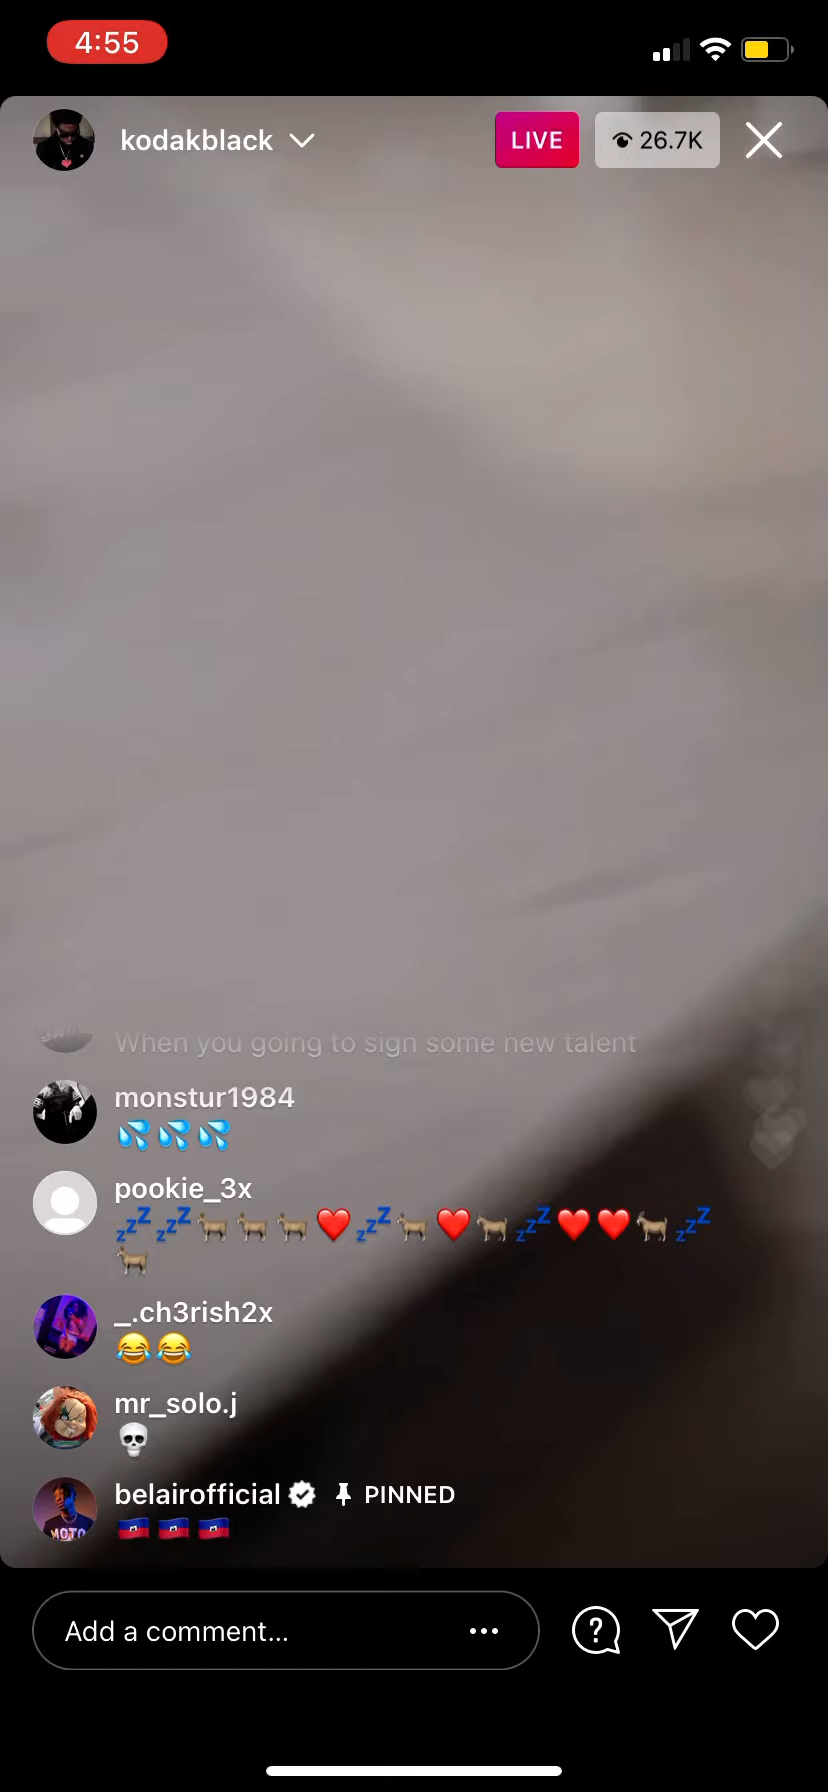 4:55
kodakblack
LIVE
26.7K
When you going to sign some new talent
monstur1984
💦💦💦
pookie_3x
💤💤🐐🐐🐐❤️💤🐐❤️🐐💤❤️❤️🐐💤
🐐
_.ch3rish2x
😂😂
mr_solo.j
💀
belairofficial PINNED
🇭🇹🇭🇹🇭🇹
MOTO
Add a comment...